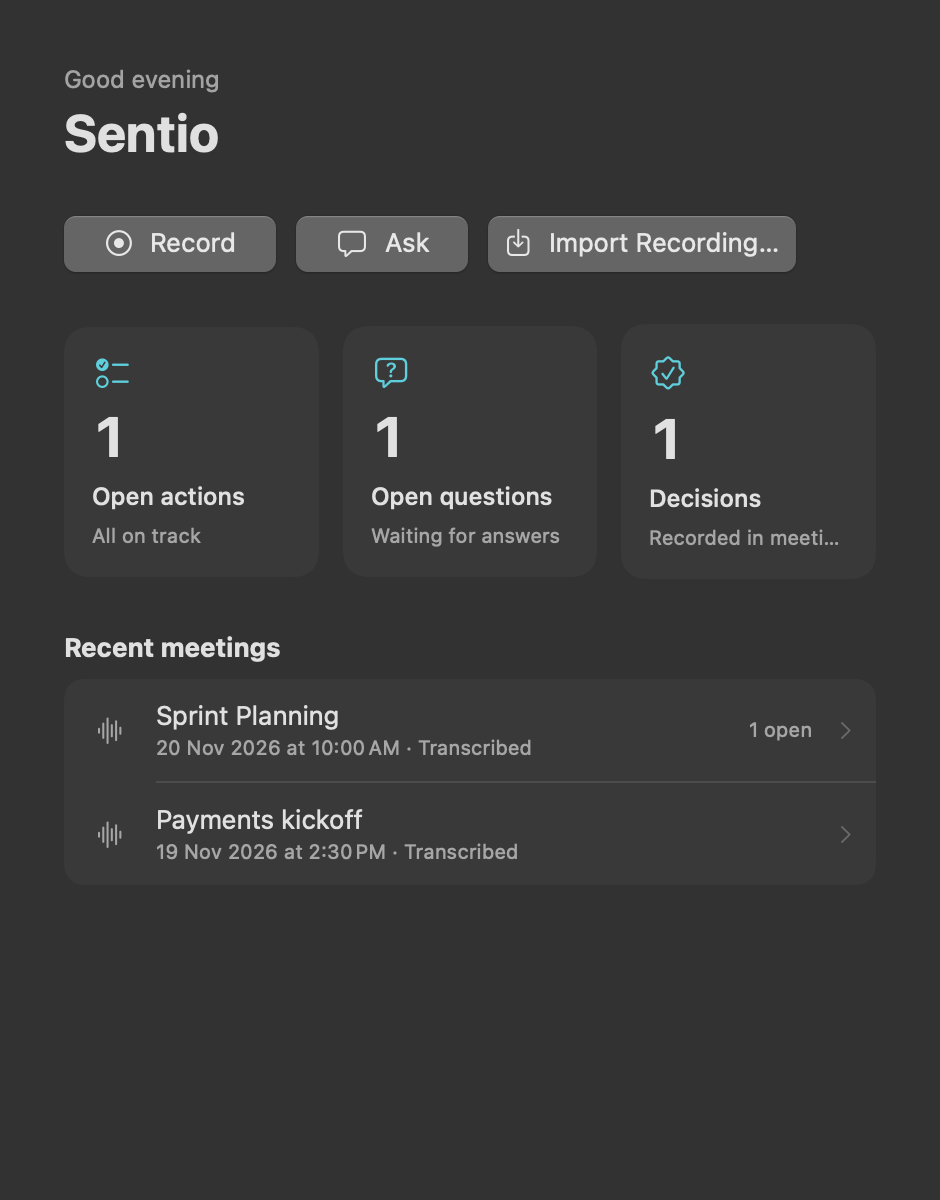 Good evening
Sentio
Record
Ask
Import Recording...
1
Open actions
All on track
1
Open questions
Waiting for answers
1
Decisions
Recorded in meeti...
Recent meetings
Sprint Planning
20 Nov 2026 at 10:00 AM · Transcribed
1 open
Payments kickoff
19 Nov 2026 at 2:30 PM · Transcribed